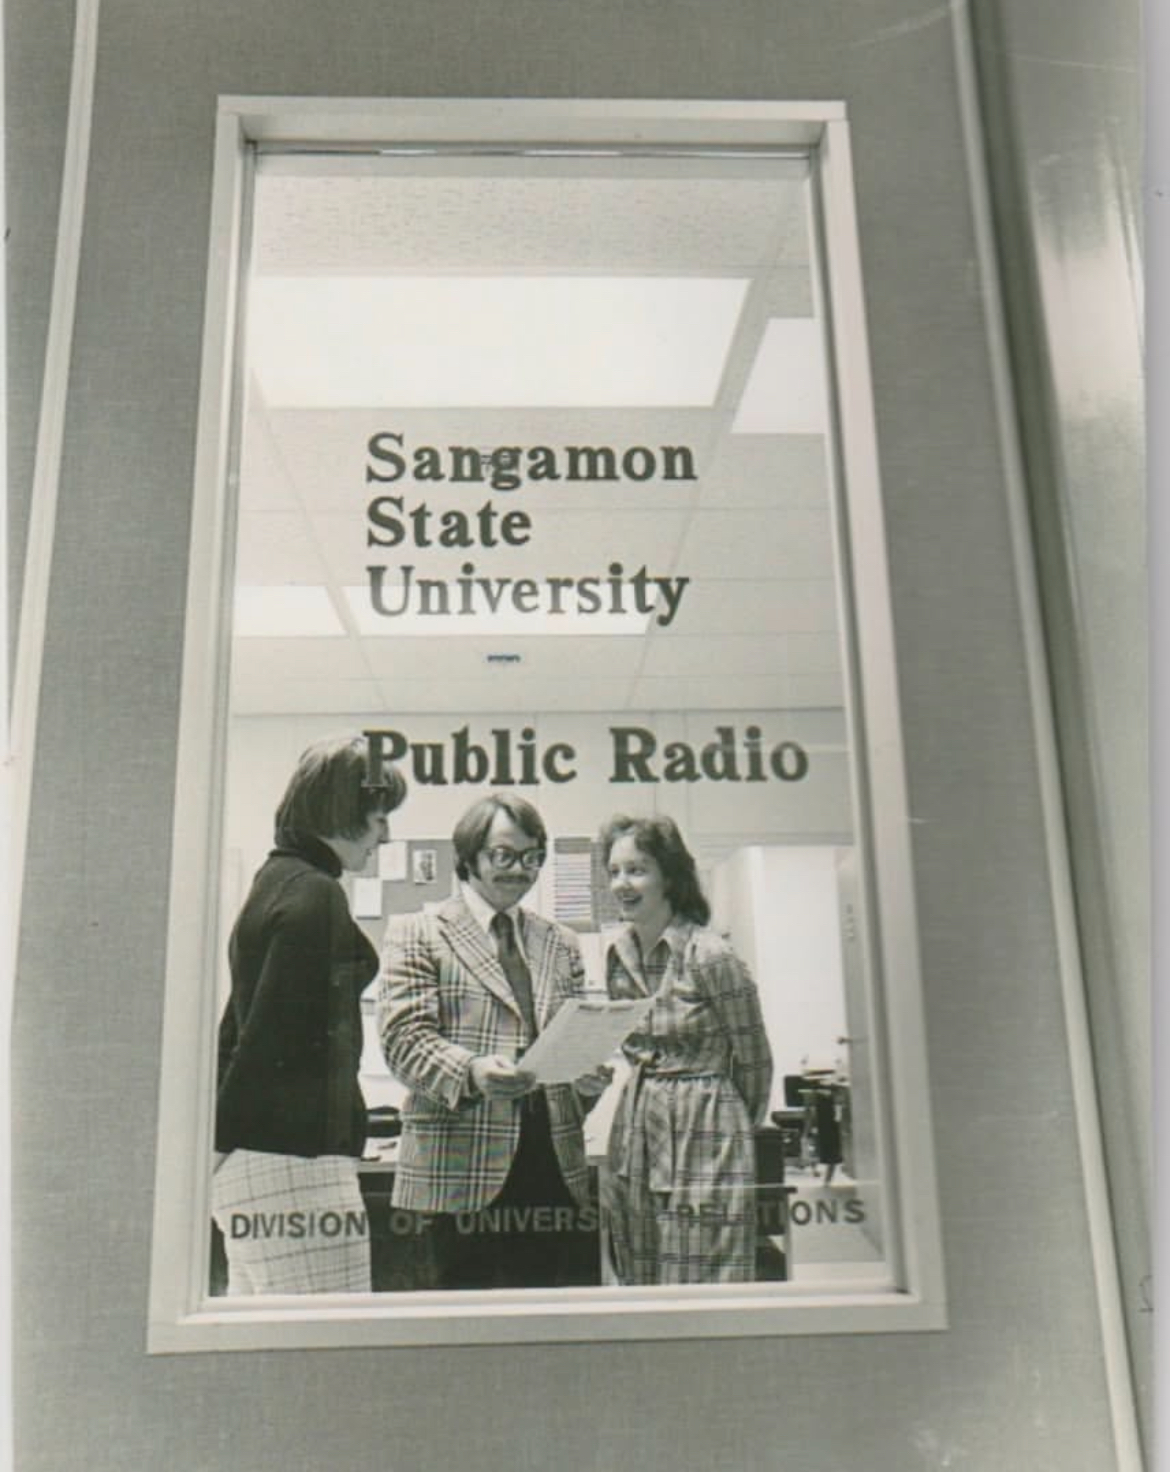 Sangamon
State
University
Public Radio
DIVISION OF UNIVERSITY RELATIONS